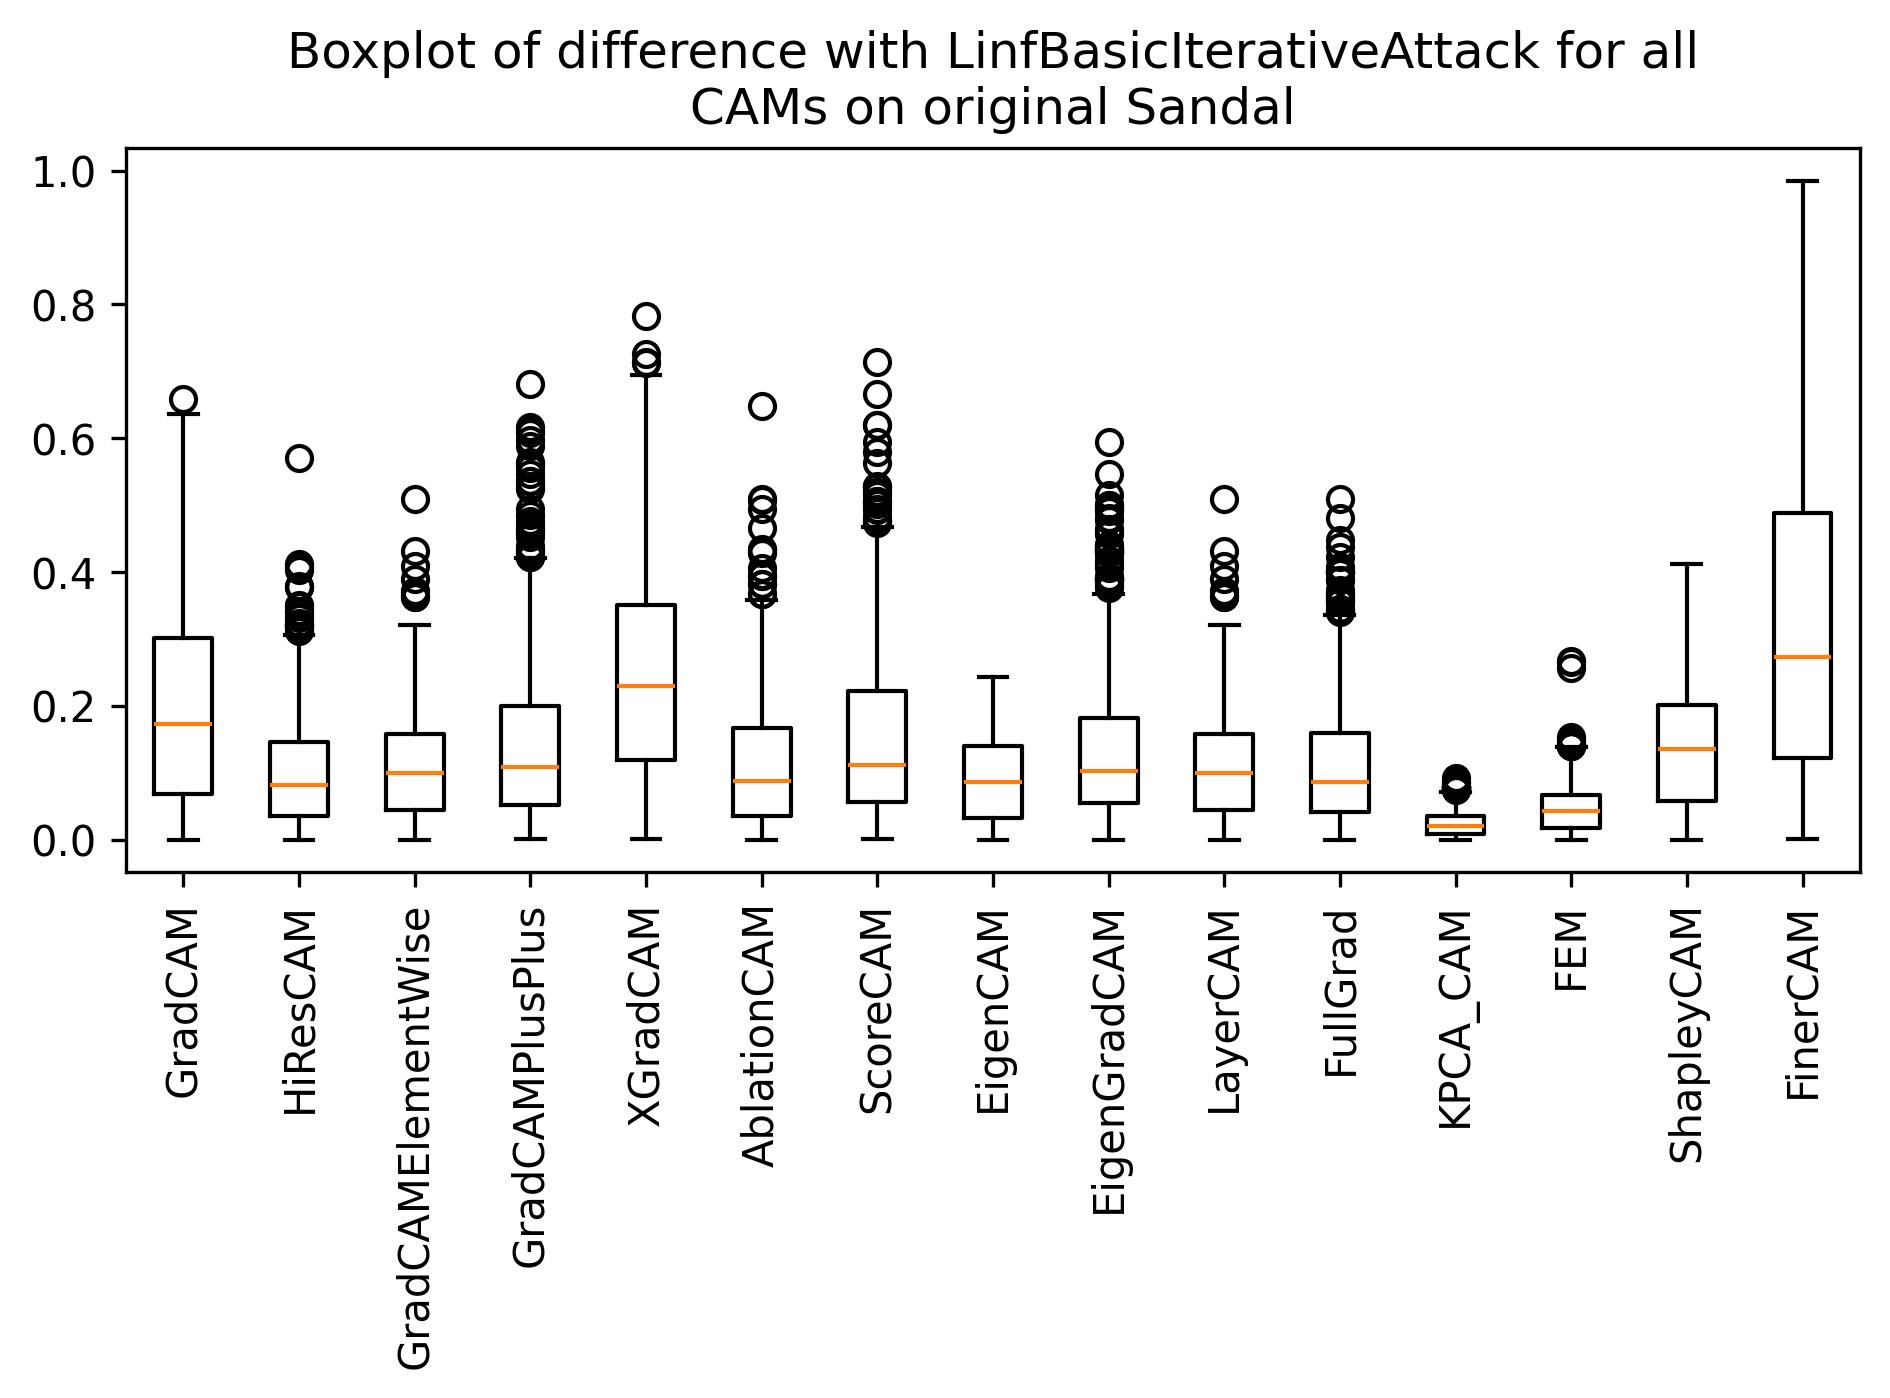 Boxplot of difference with LinfBasicIterativeAttack for all
CAMs on original Sandal
1.0
0.8
0.6
0.4
0.2
0.0
GradCAM
HiResCAM
GradCAMElementWise
GradCAMPlusPlus
XGradCAM
AblationCAM
ScoreCAM
EigenCAM
EigenGradCAM
LayerCAM
FullGrad
KPCA_CAM
FEM
ShapleyCAM
FinerCAM